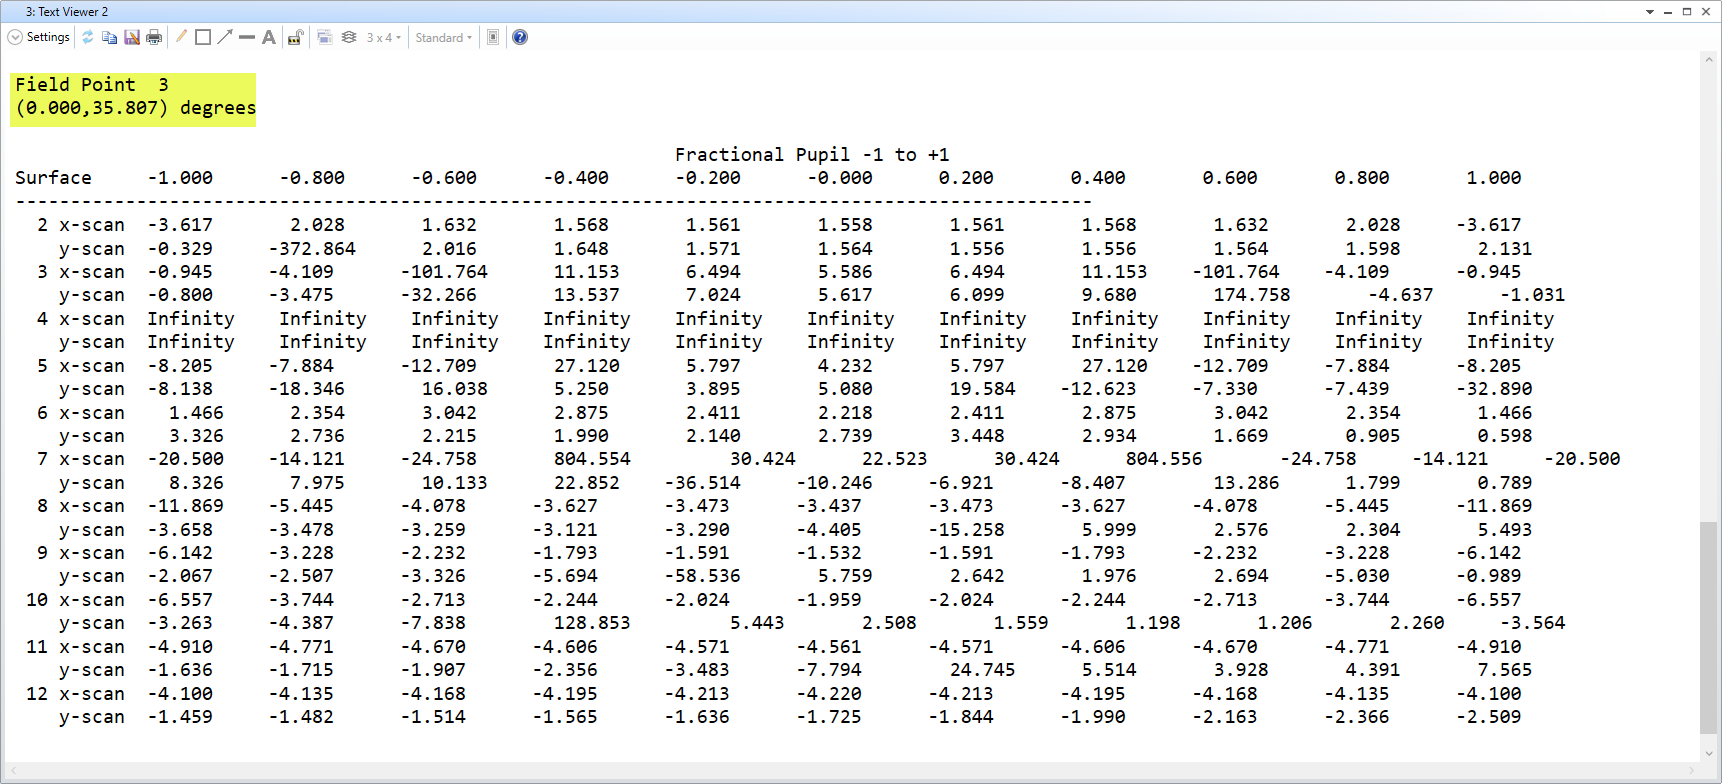 3: Text Viewer 2
Settings 3 x 4 Standard
Field Point 3
(0.000,35.807) degrees
Fractional Pupil -1 to +1
Surface -1.000 -0.800 -0.600 -0.400 -0.200 -0.000 0.200 0.400 0.600 0.800 1.000
--------------------------------------------------------------------------------------------------
2 x-scan -3.617 2.028 1.632 1.568 1.561 1.558 1.561 1.568 1.632 2.028 -3.617
y-scan -0.329 -372.864 2.016 1.648 1.571 1.564 1.556 1.556 1.564 1.598 2.131
3 x-scan -0.945 -4.109 -101.764 11.153 6.494 5.586 6.494 11.153 -101.764 -4.109 -0.945
y-scan -0.800 -3.475 -32.266 13.537 7.024 5.617 6.099 9.680 174.758 -4.637 -1.031
4 x-scan Infinity Infinity Infinity Infinity Infinity Infinity Infinity Infinity Infinity Infinity Infinity
y-scan Infinity Infinity Infinity Infinity Infinity Infinity Infinity Infinity Infinity Infinity Infinity
5 x-scan -8.205 -7.884 -12.709 27.120 5.797 4.232 5.797 27.120 -12.709 -7.884 -8.205
y-scan -8.138 -18.346 16.038 5.250 3.895 5.080 19.584 -12.623 -7.330 -7.439 -32.890
6 x-scan 1.466 2.354 3.042 2.875 2.411 2.218 2.411 2.875 3.042 2.354 1.466
y-scan 3.326 2.736 2.215 1.990 2.140 2.739 3.448 2.934 1.669 0.905 0.598
7 x-scan -20.500 -14.121 -24.758 804.554 30.424 22.523 30.424 804.556 -24.758 -14.121 -20.500
y-scan 8.326 7.975 10.133 22.852 -36.514 -10.246 -6.921 -8.407 13.286 1.799 0.789
8 x-scan -11.869 -5.445 -4.078 -3.627 -3.473 -3.437 -3.473 -3.627 -4.078 -5.445 -11.869
y-scan -3.658 -3.478 -3.259 -3.121 -3.290 -4.405 -15.258 5.999 2.576 2.304 5.493
9 x-scan -6.142 -3.228 -2.232 -1.793 -1.591 -1.532 -1.591 -1.793 -2.232 -3.228 -6.142
y-scan -2.067 -2.507 -3.326 -5.694 -58.536 5.759 2.642 1.976 2.694 -5.030 -0.989
10 x-scan -6.557 -3.744 -2.713 -2.244 -2.024 -1.959 -2.024 -2.244 -2.713 -3.744 -6.557
y-scan -3.263 -4.387 -7.838 128.853 5.443 2.508 1.559 1.198 1.206 2.260 -3.564
11 x-scan -4.910 -4.771 -4.670 -4.606 -4.571 -4.561 -4.571 -4.606 -4.670 -4.771 -4.910
y-scan -1.636 -1.715 -1.907 -2.356 -3.483 -7.794 24.745 5.514 3.928 4.391 7.565
12 x-scan -4.100 -4.135 -4.168 -4.195 -4.213 -4.220 -4.213 -4.195 -4.168 -4.135 -4.100
y-scan -1.459 -1.482 -1.514 -1.565 -1.636 -1.725 -1.844 -1.990 -2.163 -2.366 -2.509